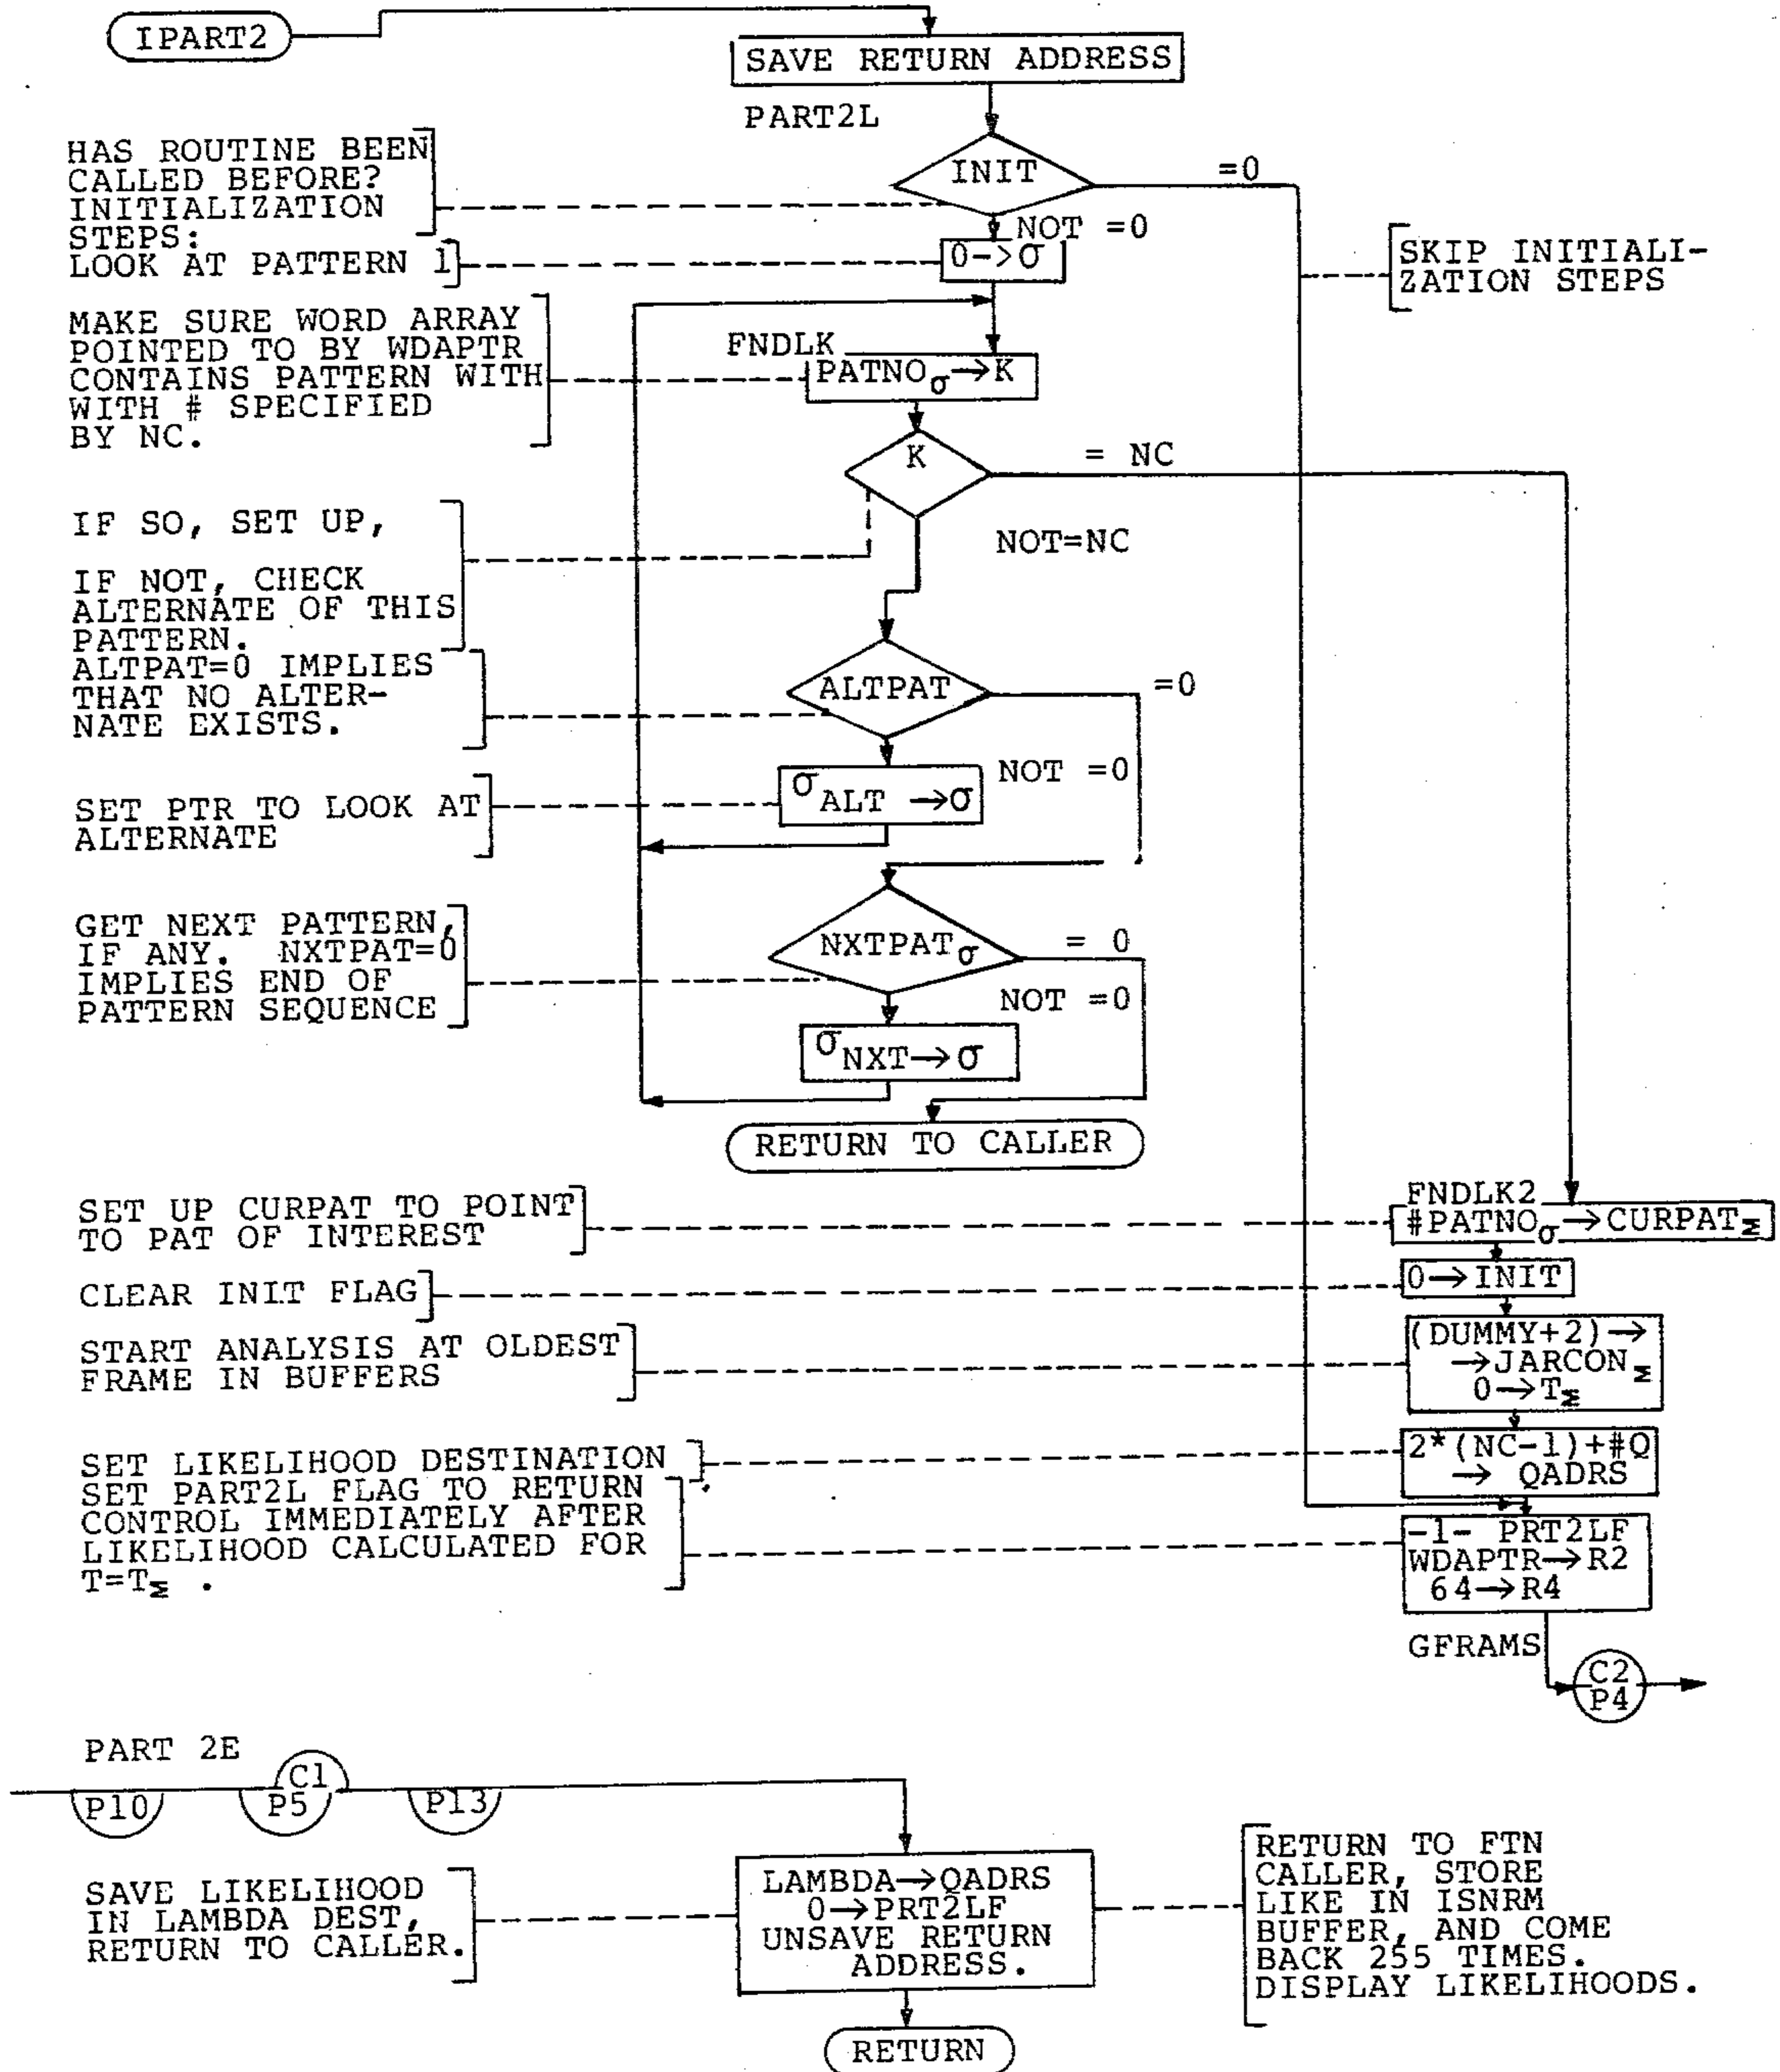 IPART2
SAVE RETURN ADDRESS
PART2L
HAS ROUTINE BEEN
CALLED BEFORE?
INITIALIZATION
STEPS:
LOOK AT PATTERN 1
INIT
=0
NOT =0
0->σ
SKIP INITIALI-
ZATION STEPS
MAKE SURE WORD ARRAY
POINTED TO BY WDAPTR
CONTAINS PATTERN WITH
WITH # SPECIFIED
BY NC.
FNDLK
PATNOσ→K
K
= NC
NOT=NC
IF SO, SET UP,
IF NOT, CHECK
ALTERNATE OF THIS
PATTERN.
ALTPAT=0 IMPLIES
THAT NO ALTER-
NATE EXISTS.
ALTPAT
=0
NOT =0
SET PTR TO LOOK AT
ALTERNATE
σALT →σ
GET NEXT PATTERN,
IF ANY. NXTPAT=0
IMPLIES END OF
PATTERN SEQUENCE
NXTPATσ
= 0
NOT =0
σNXT→σ
RETURN TO CALLER
SET UP CURPAT TO POINT
TO PAT OF INTEREST
FNDLK2
#PATNOσ→CURPATΣ
CLEAR INIT FLAG
0→INIT
START ANALYSIS AT OLDEST
FRAME IN BUFFERS
(DUMMY+2)→
→JARCONΣ
0→TΣ
SET LIKELIHOOD DESTINATION
2*(NC-1)+#Q
→ QADRS
SET PART2L FLAG TO RETURN
CONTROL IMMEDIATELY AFTER
LIKELIHOOD CALCULATED FOR
T=TΣ .
-1- PRT2LF
WDAPTR→R2
64→R4
GFRAMS
C2
P4
PART 2E
P10
C1
P5
P13
SAVE LIKELIHOOD
IN LAMBDA DEST,
RETURN TO CALLER.
LAMBDA→QADRS
0→PRT2LF
UNSAVE RETURN
ADDRESS.
RETURN TO FTN
CALLER, STORE
LIKE IN ISNRM
BUFFER, AND COME
BACK 255 TIMES.
DISPLAY LIKELIHOODS.
RETURN